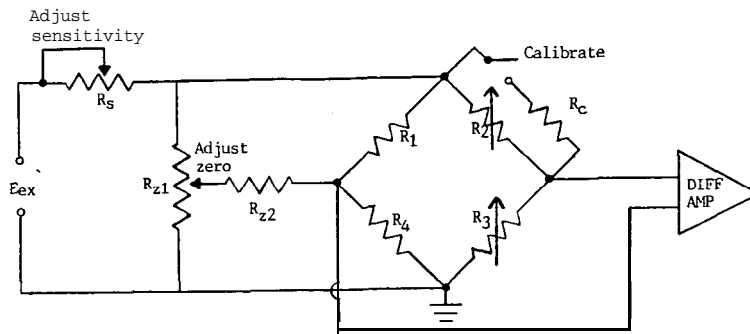 Adjust
sensitivity
Calibrate
Rs
Rc
R1
R2
Adjust
zero
Eex
Rz1
Rz2
DIFF
AMP
R4
R3